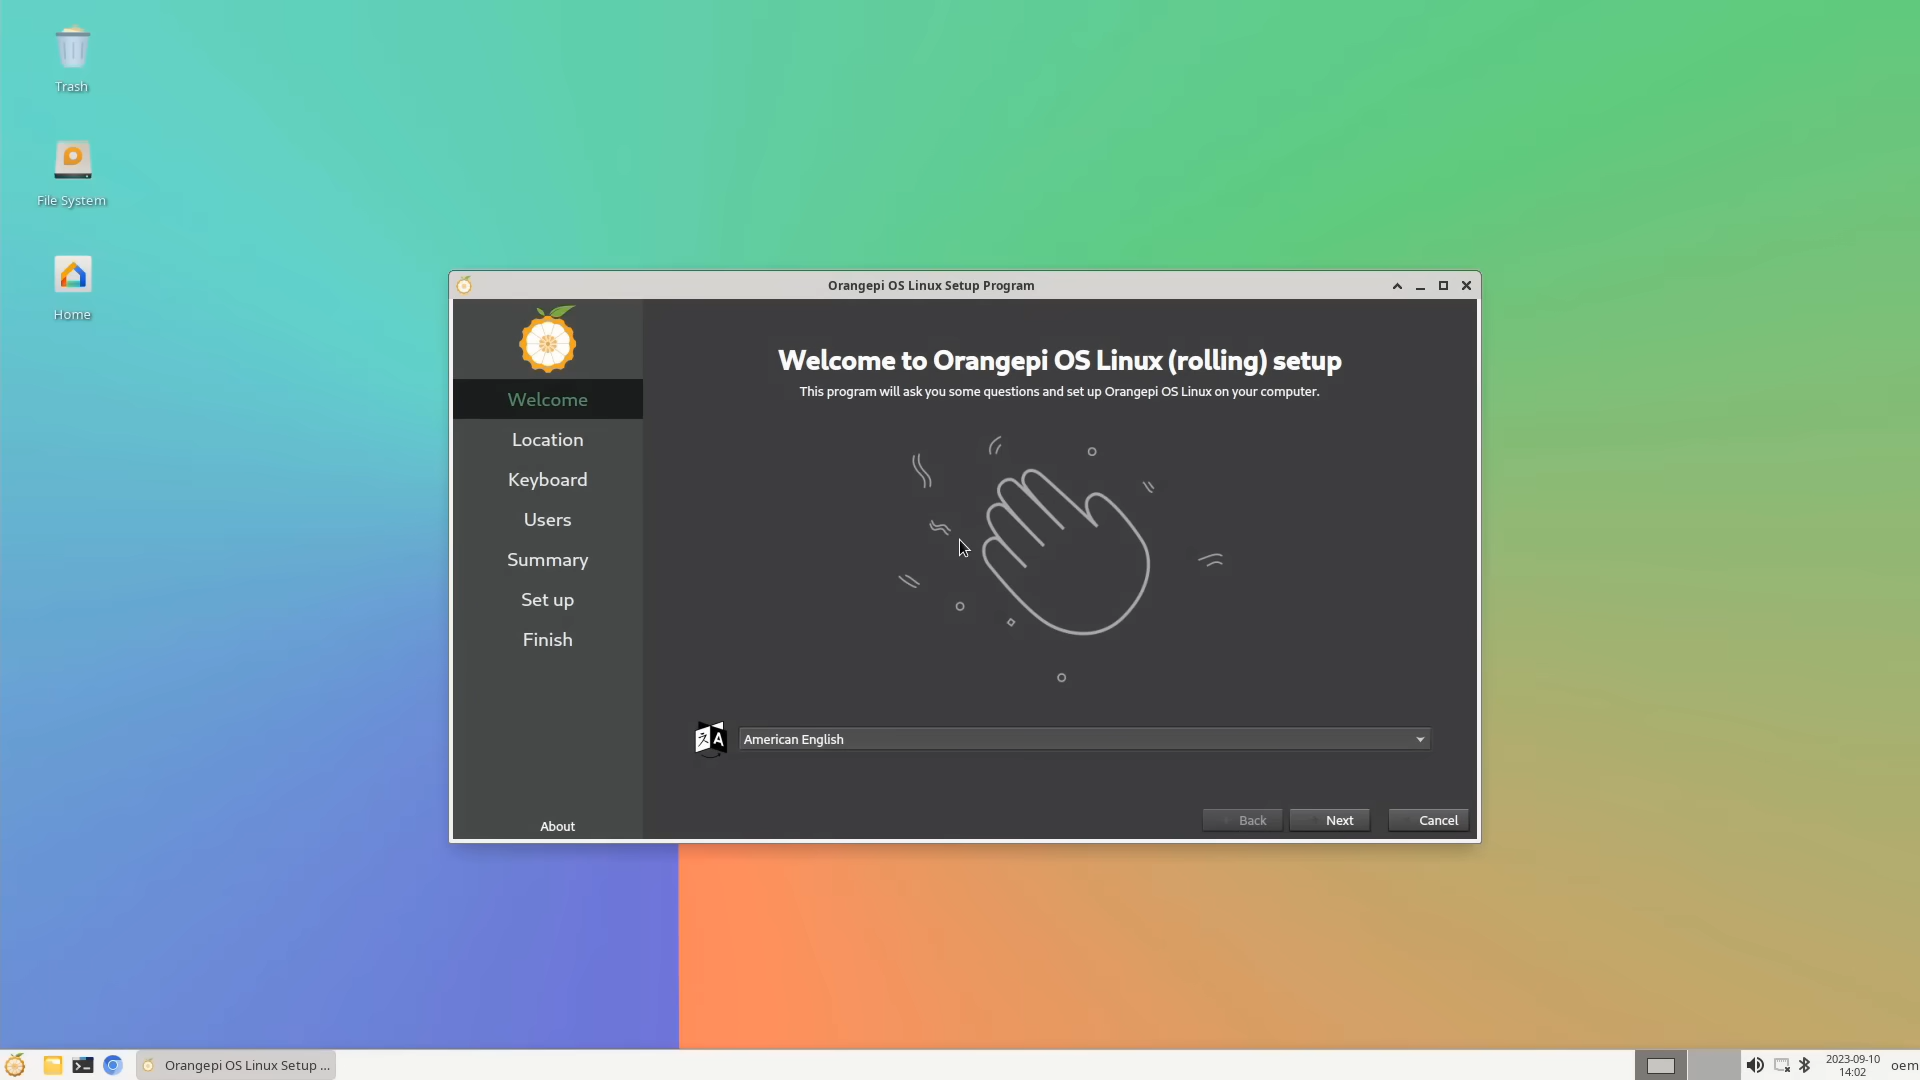 Trash
File System
Home
Orangepi OS Linux Setup Program
Welcome
Location
Keyboard
Users
Summary
Set up
Finish
About
Welcome to Orangepi OS Linux (rolling) setup
This program will ask you some questions and set up Orangepi OS Linux on your computer.
American English
Back
Next
Cancel
Orangepi OS Linux Setup ...
2023-09-10
14:02
oem